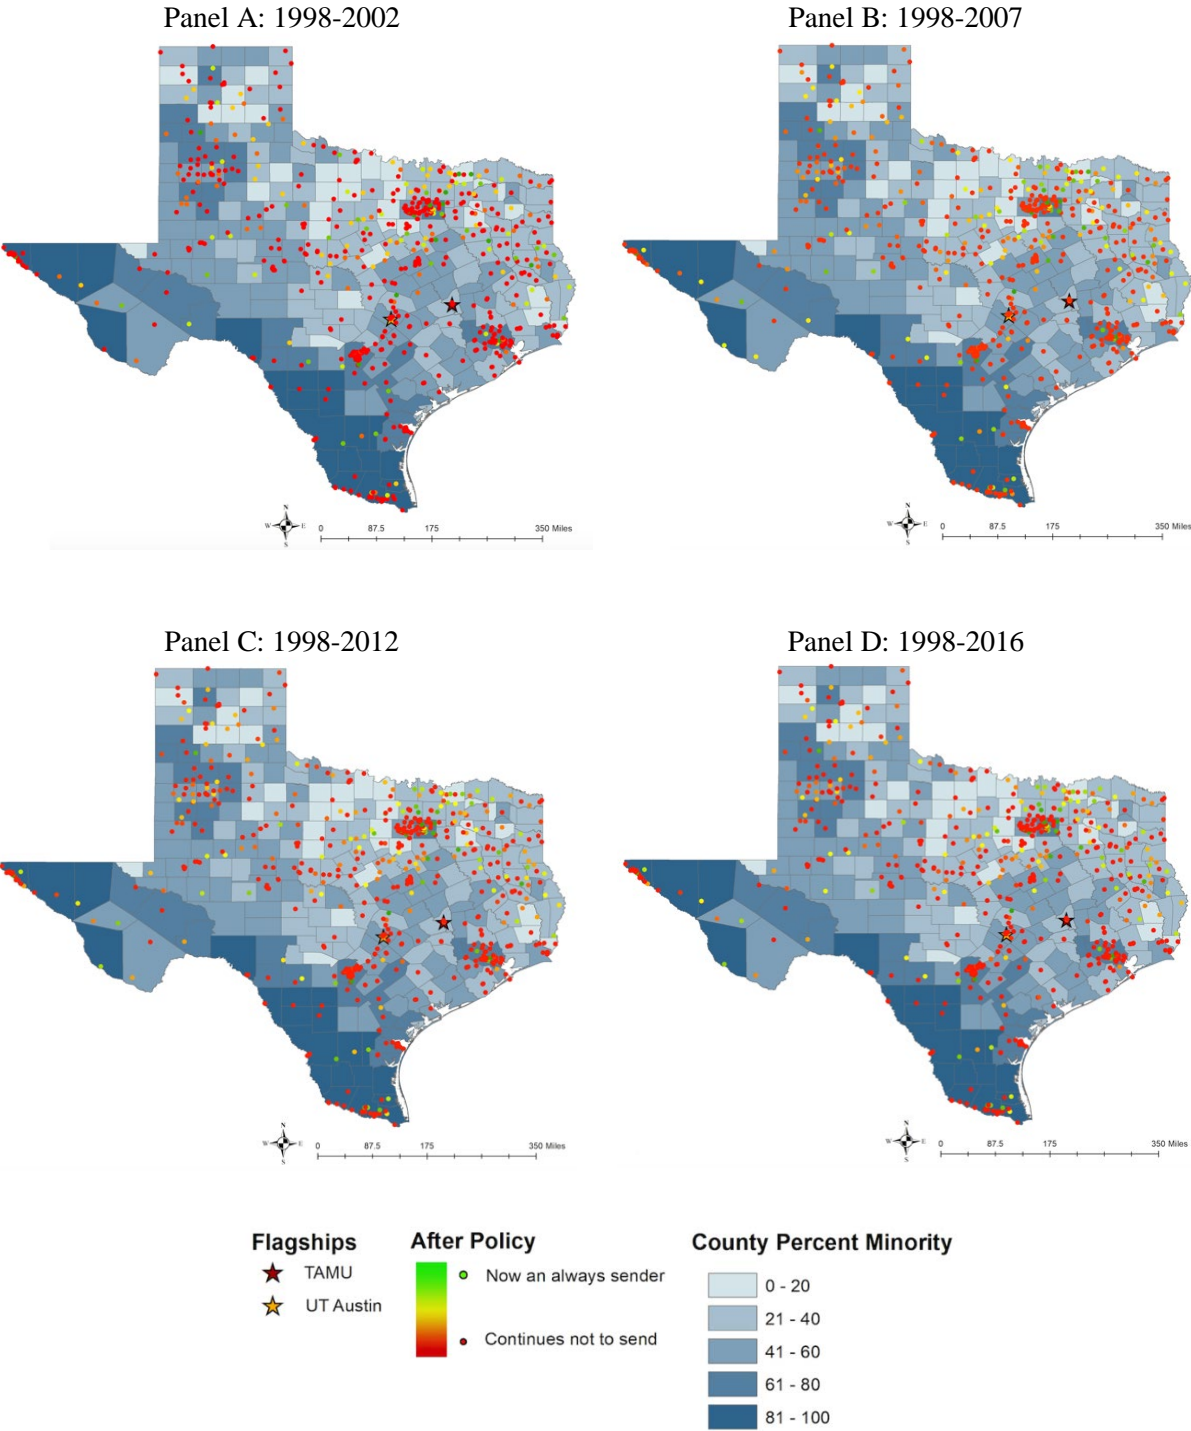 Panel A: 1998-2002
Panel B: 1998-2007
N
W E
S
0 87.5 175 350 Miles
N
W E
S
0 87.5 175 350 Miles
Panel C: 1998-2012
Panel D: 1998-2016
N
W E
S
0 87.5 175 350 Miles
N
W E
S
0 87.5 175 350 Miles
Flagships
TAMU
UT Austin
After Policy
Now an always sender
Continues not to send
County Percent Minority
0 - 20
21 - 40
41 - 60
61 - 80
81 - 100